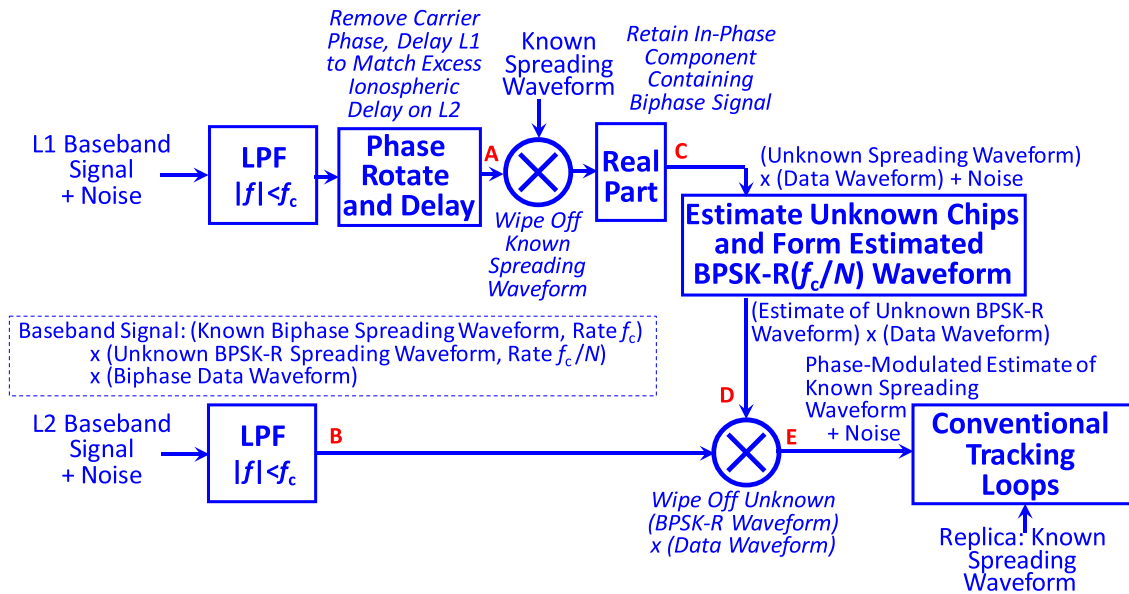 Remove Carrier
Phase, Delay L1
to Match Excess
Ionospheric
Delay on L2
Known
Spreading
Waveform
Retain In-Phase
Component
Containing
Biphase Signal
L1 Baseband
Signal
+ Noise
LPF
|f|<fc
Phase
Rotate
and Delay
A
Wipe Off
Known
Spreading
Waveform
Real
Part
C
(Unknown Spreading Waveform)
x (Data Waveform) + Noise
Estimate Unknown Chips
and Form Estimated
BPSK-R(fc/N) Waveform
(Estimate of Unknown BPSK-R
Waveform) x (Data Waveform)
Baseband Signal: (Known Biphase Spreading Waveform, Rate fc)
x (Unknown BPSK-R Spreading Waveform, Rate fc/N)
x (Biphase Data Waveform)
L2 Baseband
Signal
+ Noise
LPF
|f|<fc
B
D
E
Wipe Off Unknown
(BPSK-R Waveform)
x (Data Waveform)
Phase-Modulated Estimate of
Known Spreading
Waveform
+ Noise
Conventional
Tracking
Loops
Replica: Known
Spreading
Waveform